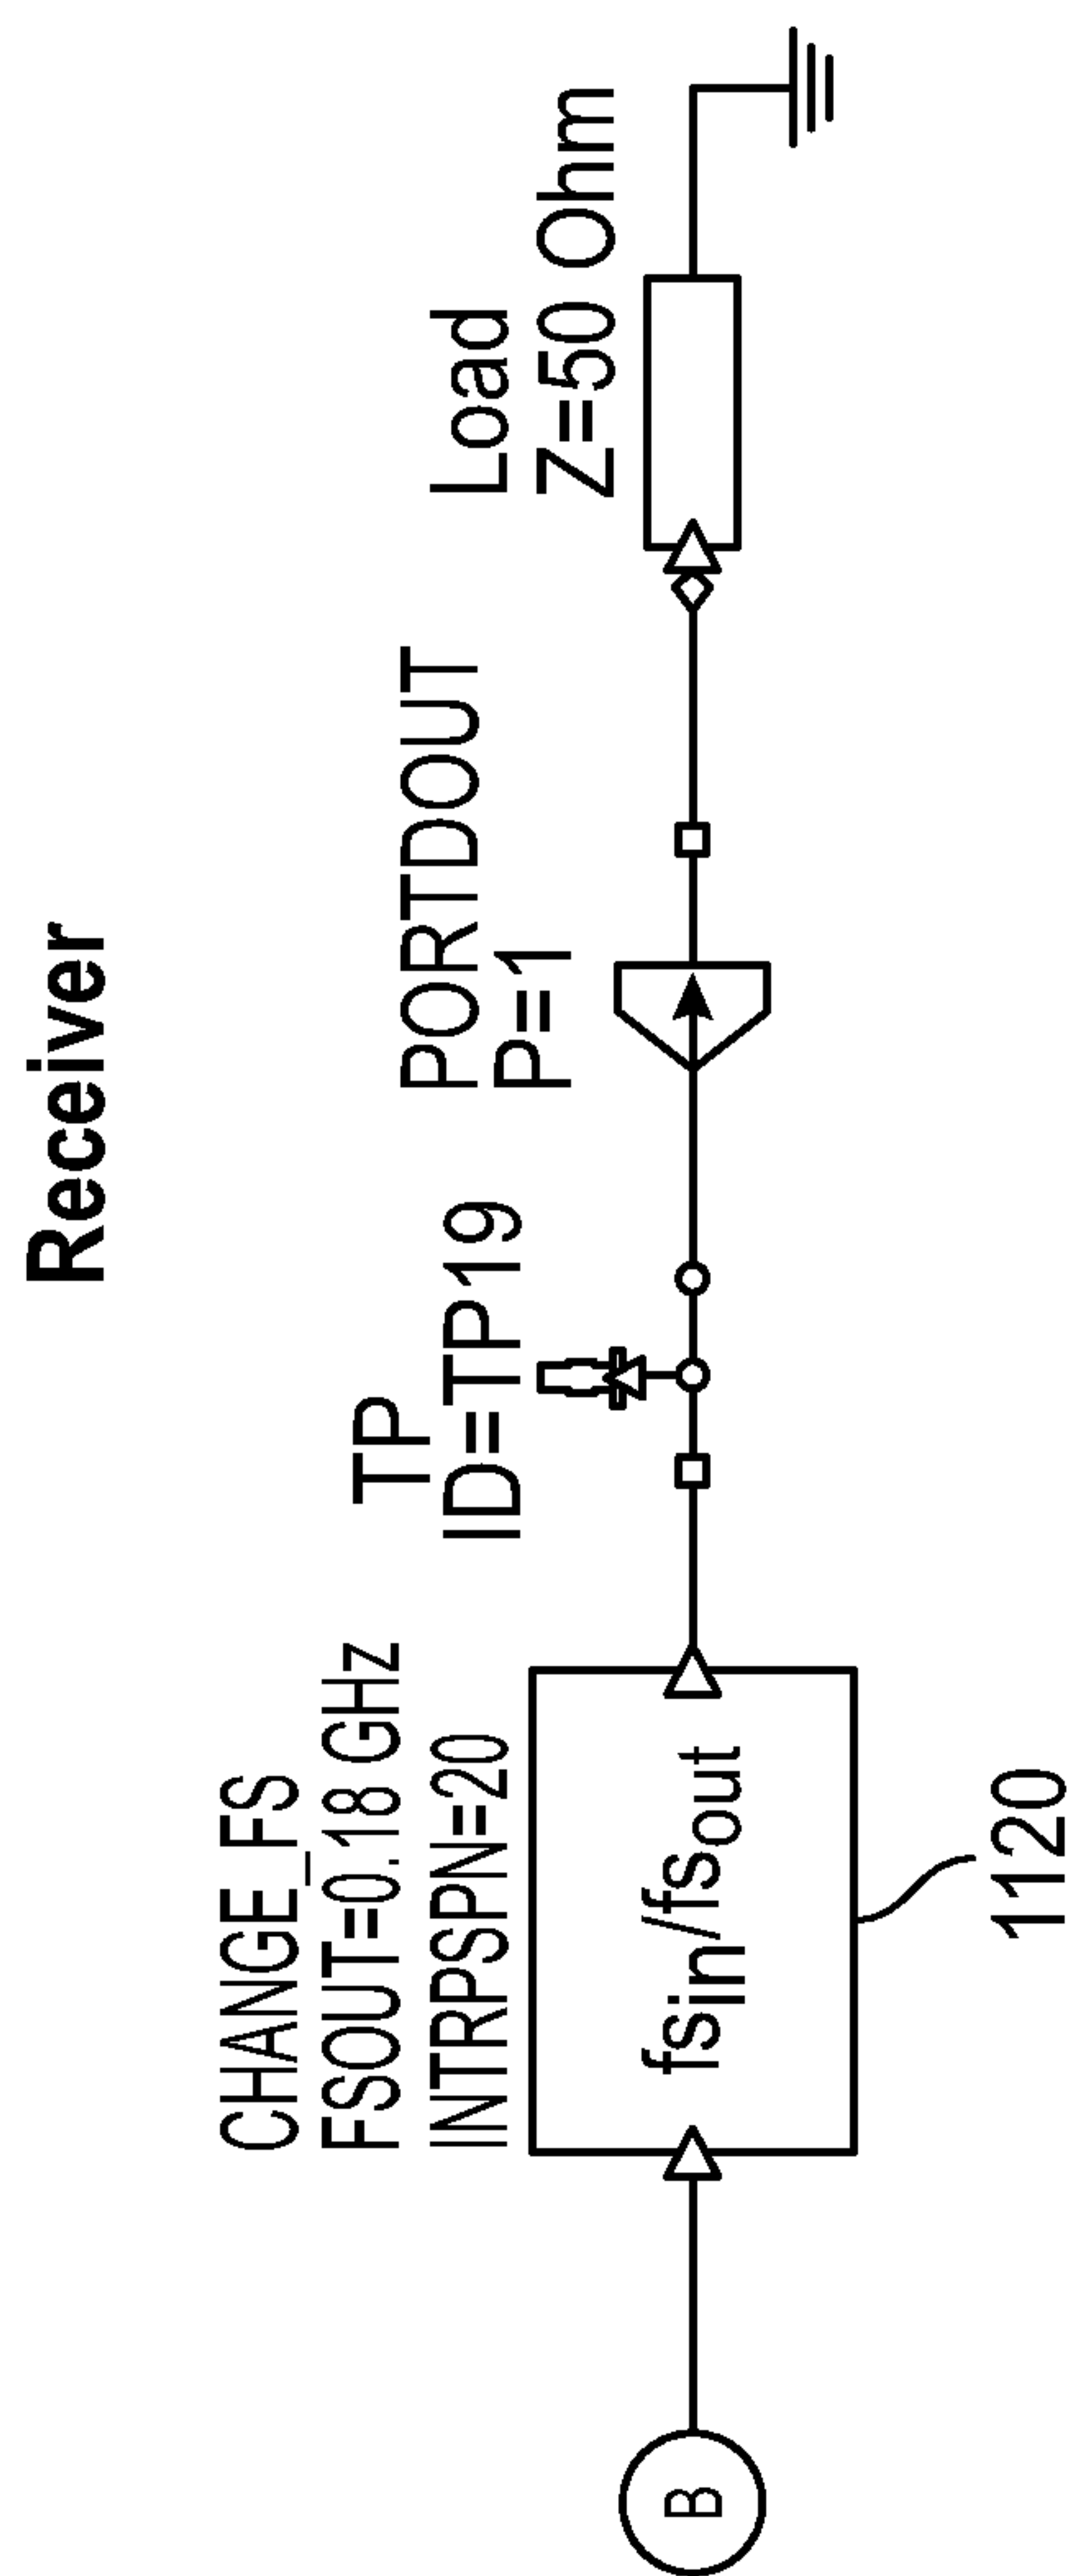 Receiver
B
CHANGE_FS
FSOUT=0.18 GHz
INTRPSPN=20
fsin/fsout
1120
TP
ID=TP19
PORTDOUT
P=1
Load
Z=50 Ohm